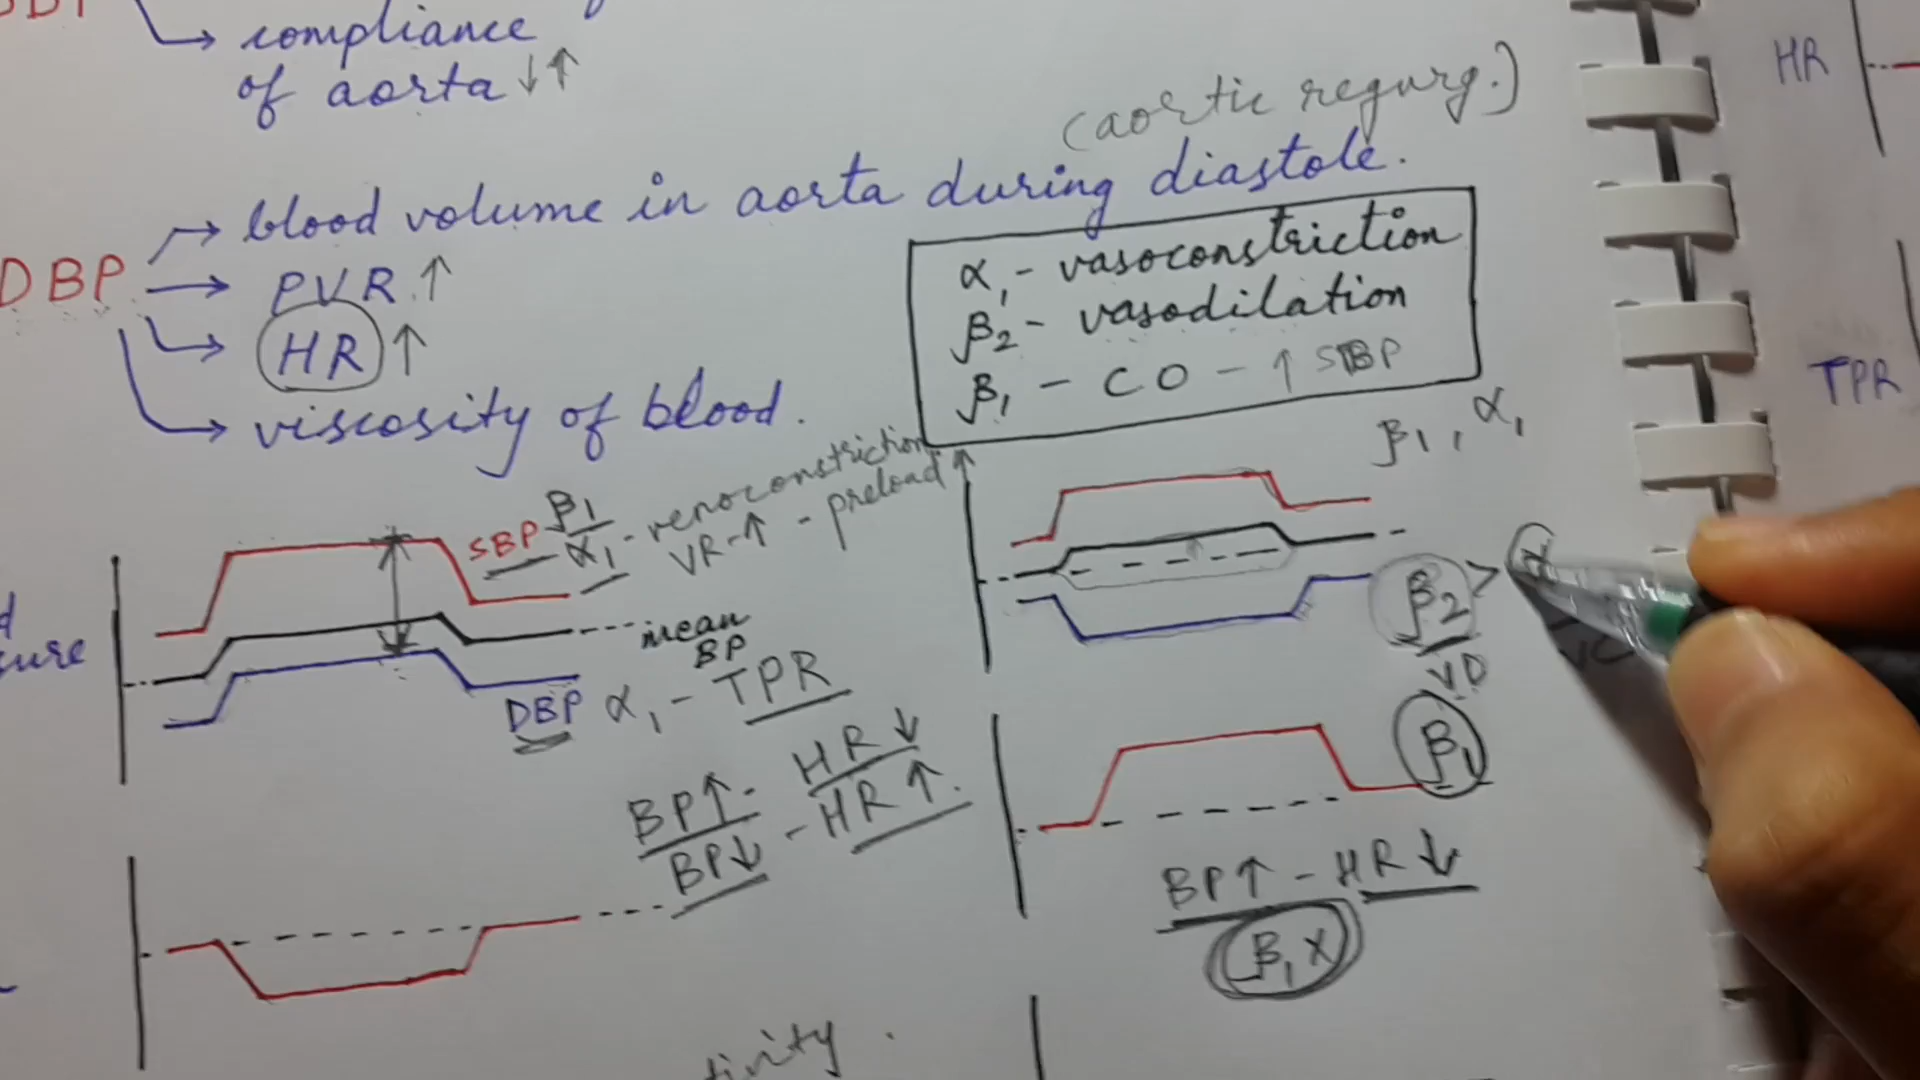 compliance
of aorta ↓↑
(aortic regurg.)
DBP
→ blood volume in aorta during diastole.
→ PVR ↑
→ HR ↑
→ viscosity of blood.
α₁ - vasoconstriction
β₂ - vasodilation
β₁ - CO - ↑ SBP
β₁, α₁
SBP β₁
α₁ - renoconstriction
VR-↑ - preload ↑
mean
BP
DBP α₁ - TPR
BP↑ - HR↓
BP↓ - HR↑.
β₂ > α
VD
β₁
BP↑ - HR↓
β₁ X
HR
TPR